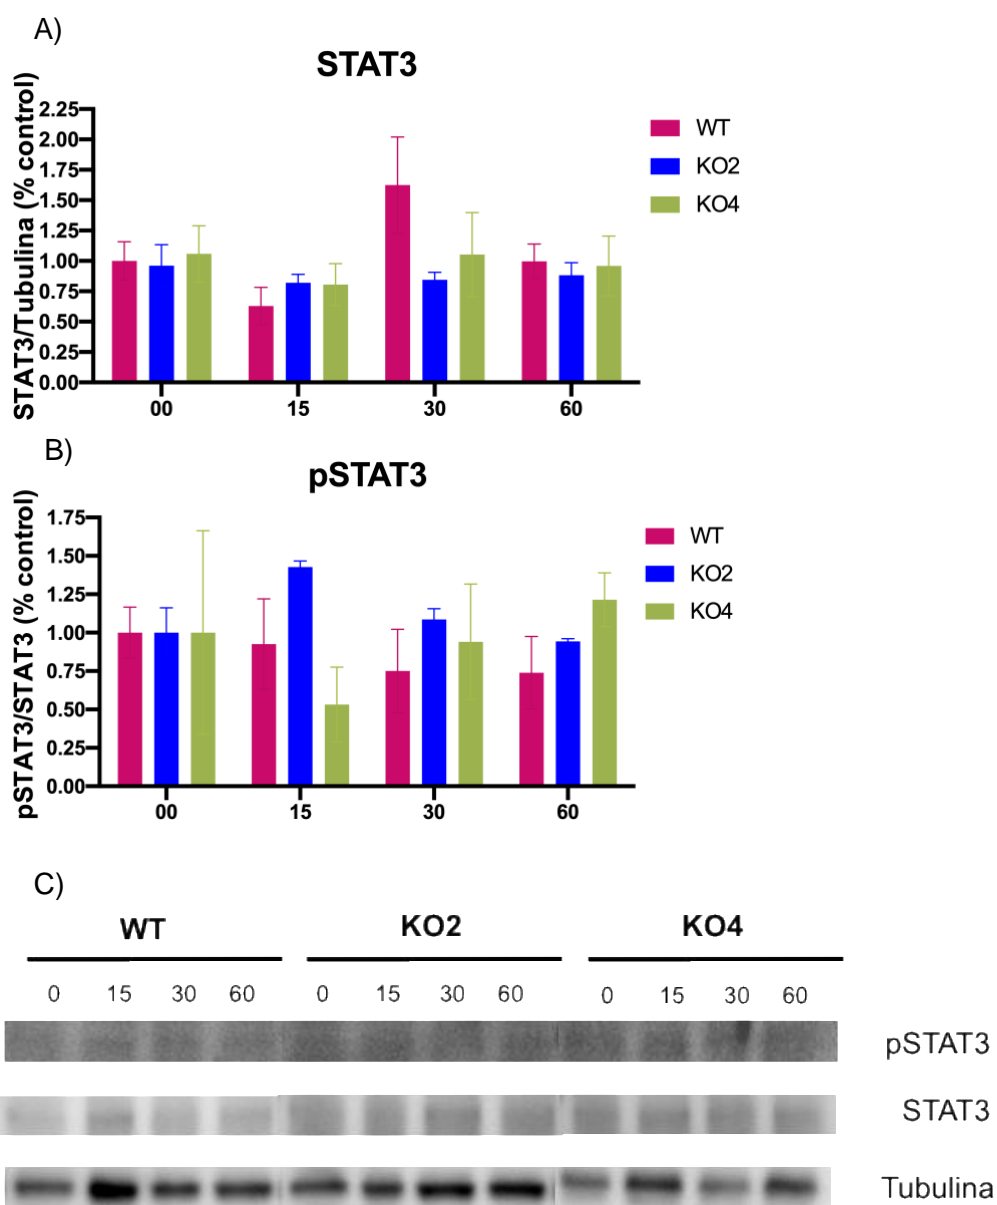 A)
STAT3
STAT3/Tubulina (% control)
2.25
2.00
1.75
1.50
1.25
1.00
0.75
0.50
0.25
0.00
00 15 30 60
WT
KO2
KO4
B)
pSTAT3
pSTAT3/STAT3 (% control)
1.75
1.50
1.25
1.00
0.75
0.50
0.25
0.00
00 15 30 60
WT
KO2
KO4
C)
WT KO2 KO4
0 15 30 60 0 15 30 60 0 15 30 60
pSTAT3
STAT3
Tubulina